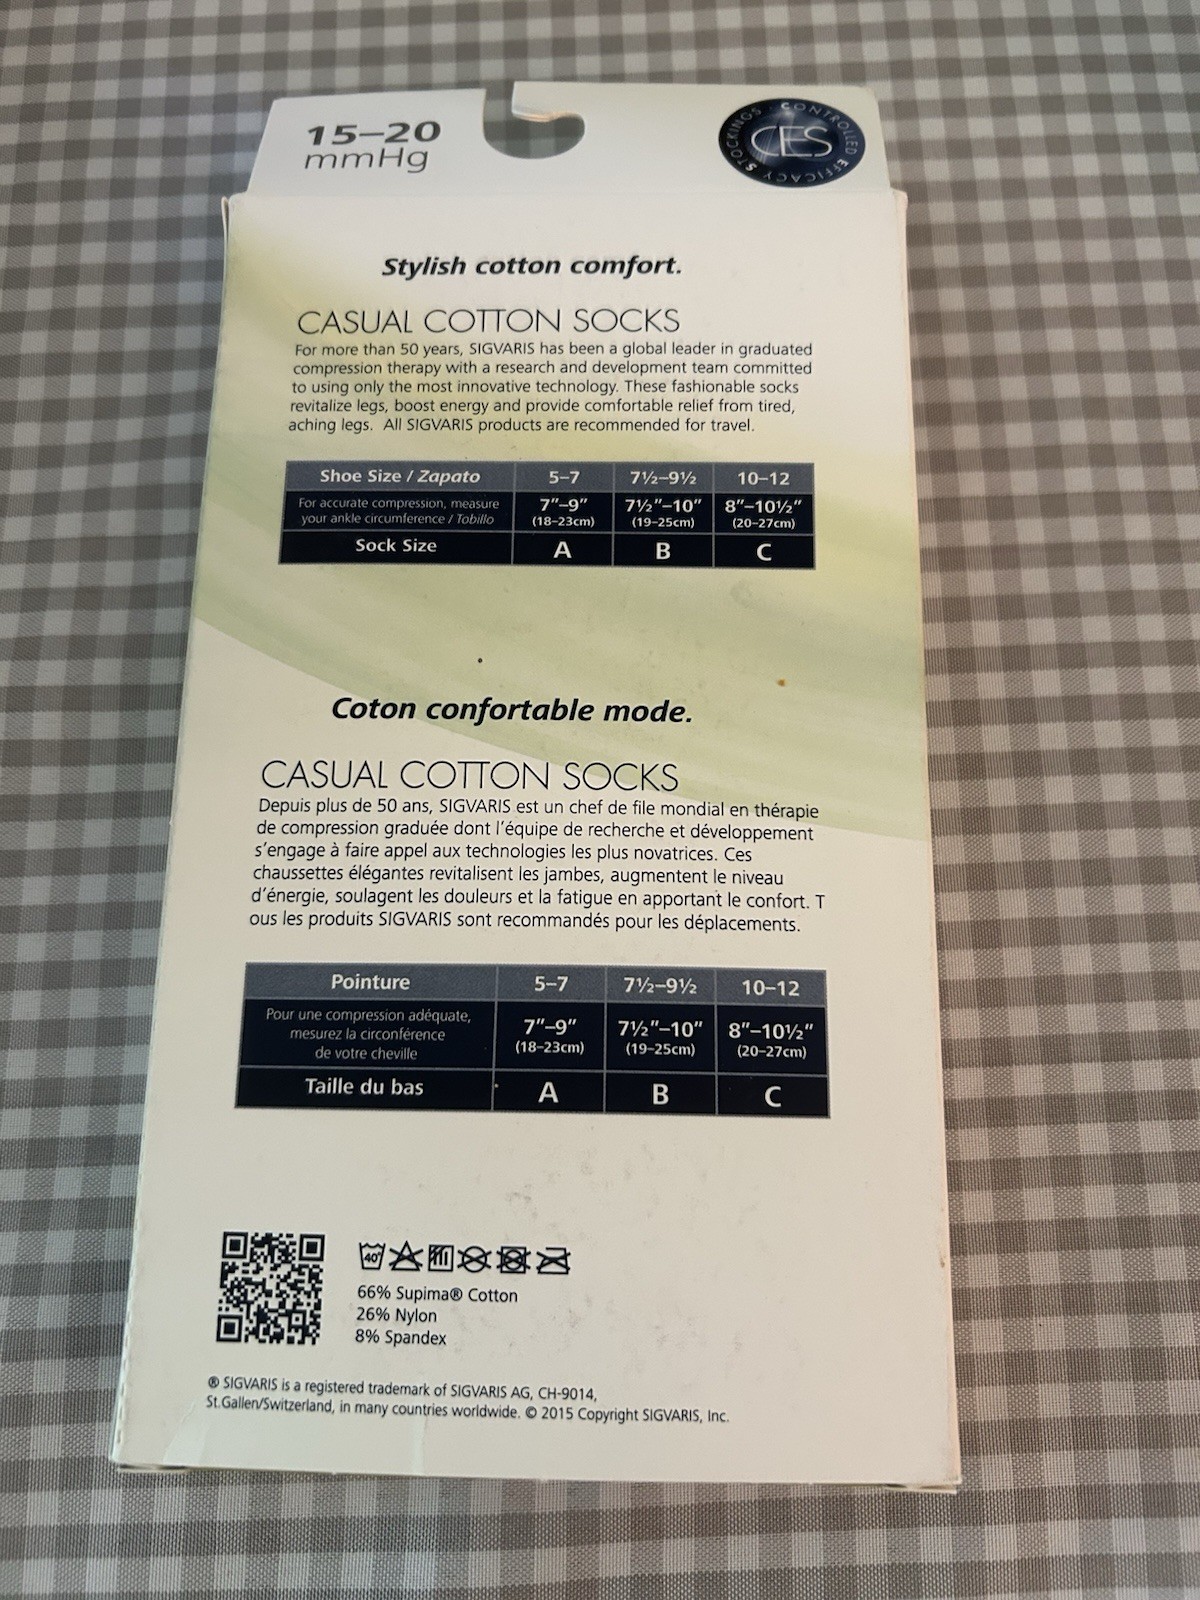 15–20
mmHg
CONTROLLED EFFICACY STOCKINGS
CES
Stylish cotton comfort.
CASUAL COTTON SOCKS
For more than 50 years, SIGVARIS has been a global leader in graduated
compression therapy with a research and development team committed
to using only the most innovative technology. These fashionable socks
revitalize legs, boost energy and provide comfortable relief from tired,
aching legs.  All SIGVARIS products are recommended for travel.
Shoe Size / Zapato 5–7 7½–9½ 10–12
For accurate compression, measure
your ankle circumference / Tobillo
7”–9” 7½”–10” 8”–10½”
(18–23cm) (19–25cm) (20–27cm)
Sock Size A B C
Coton confortable mode.
CASUAL COTTON SOCKS
Depuis plus de 50 ans, SIGVARIS est un chef de file mondial en thérapie
de compression graduée dont l’équipe de recherche et développement
s’engage à faire appel aux technologies les plus novatrices. Ces
chaussettes élégantes revitalisent les jambes, augmentent le niveau
d’énergie, soulagent les douleurs et la fatigue en apportant le confort. T
ous les produits SIGVARIS sont recommandés pour les déplacements.
Pointure 5–7 7½–9½ 10–12
Pour une compression adéquate,
mesurez la circonférence
de votre cheville
7”–9” 7½”–10” 8”–10½”
(18–23cm) (19–25cm) (20–27cm)
Taille du bas A B C
40°
66% Supima® Cotton
26% Nylon
8% Spandex
® SIGVARIS is a registered trademark of SIGVARIS AG, CH-9014,
St.Gallen/Switzerland, in many countries worldwide. © 2015 Copyright SIGVARIS, Inc.